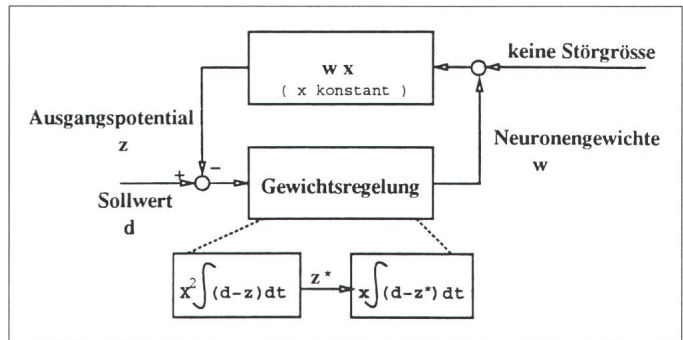 keine Störgrösse
w x
( x konstant )
Ausgangspotential
z
Neuronengewichte
w
+
−
Gewichtsregelung
Sollwert
d
x² ∫(d-z)dt
z*
x ∫(d-z*)dt